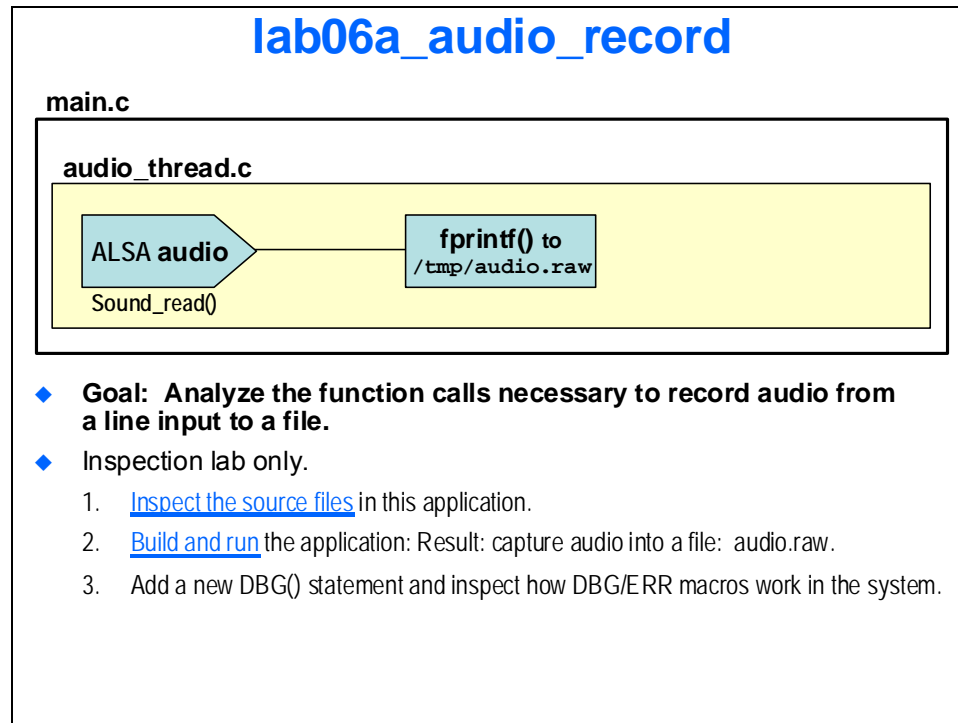 lab06a_audio_record
main.c
audio_thread.c
ALSA audio
Sound_read()
fprintf() to
/tmp/audio.raw
◆ Goal: Analyze the function calls necessary to record audio from
a line input to a file.
◆ Inspection lab only.
1. Inspect the source files in this application.
2. Build and run the application: Result: capture audio into a file: audio.raw.
3. Add a new DBG() statement and inspect how DBG/ERR macros work in the system.